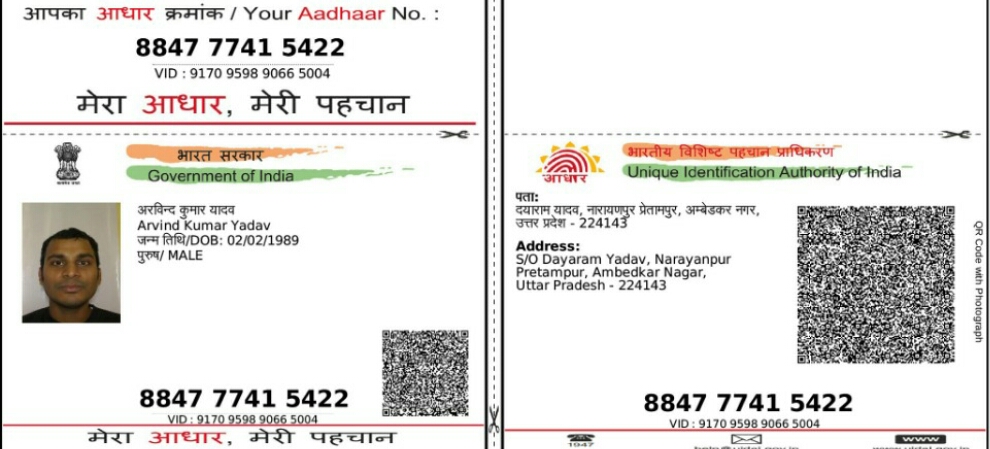 आपका आधार क्रमांक / Your Aadhaar No. :
8847 7741 5422
VID : 9170 9598 9066 5004
मेरा आधार, मेरी पहचान
भारत सरकार
Government of India
अरविन्द कुमार यादव
Arvind Kumar Yadav
जन्म तिथि/DOB: 02/02/1989
पुरुष/ MALE
8847 7741 5422
VID : 9170 9598 9066 5004
मेरा आधार, मेरी पहचान
भारतीय विशिष्ट पहचान प्राधिकरण
Unique Identification Authority of India
आधार
पता:
दयाराम यादव, नारायणपुर प्रेतामपुर, अम्बेडकर नगर,
उत्तर प्रदेश - 224143
Address:
S/O Dayaram Yadav, Narayanpur
Pretampur, Ambedkar Nagar,
Uttar Pradesh - 224143
QR Code with Photograph
8847 7741 5422
VID : 9170 9598 9066 5004
1947
www